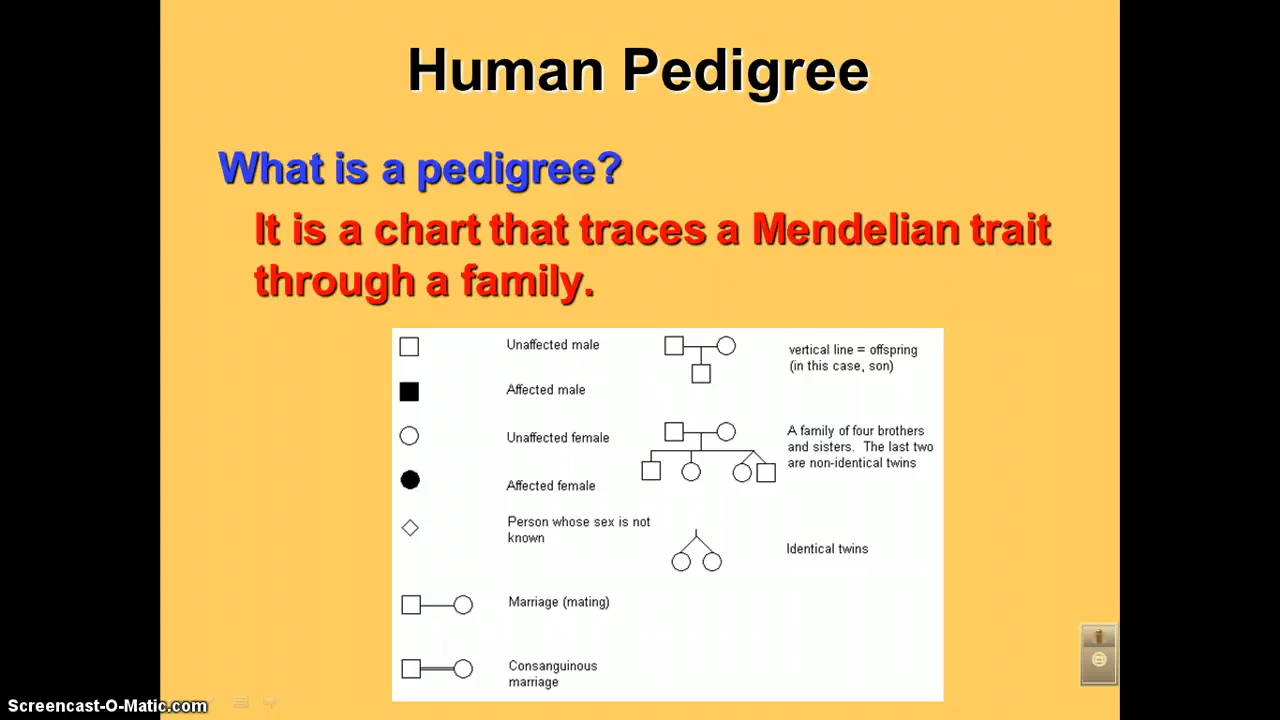 Human Pedigree
What is a pedigree?
It is a chart that traces a Mendelian trait
through a family.
Unaffected male
Affected male
Unaffected female
Affected female
Person whose sex is not
known
Marriage (mating)
Consanguinous
marriage
vertical line = offspring
(in this case, son)
A family of four brothers
and sisters. The last two
are non-identical twins
Identical twins
Screencast-O-Matic.com